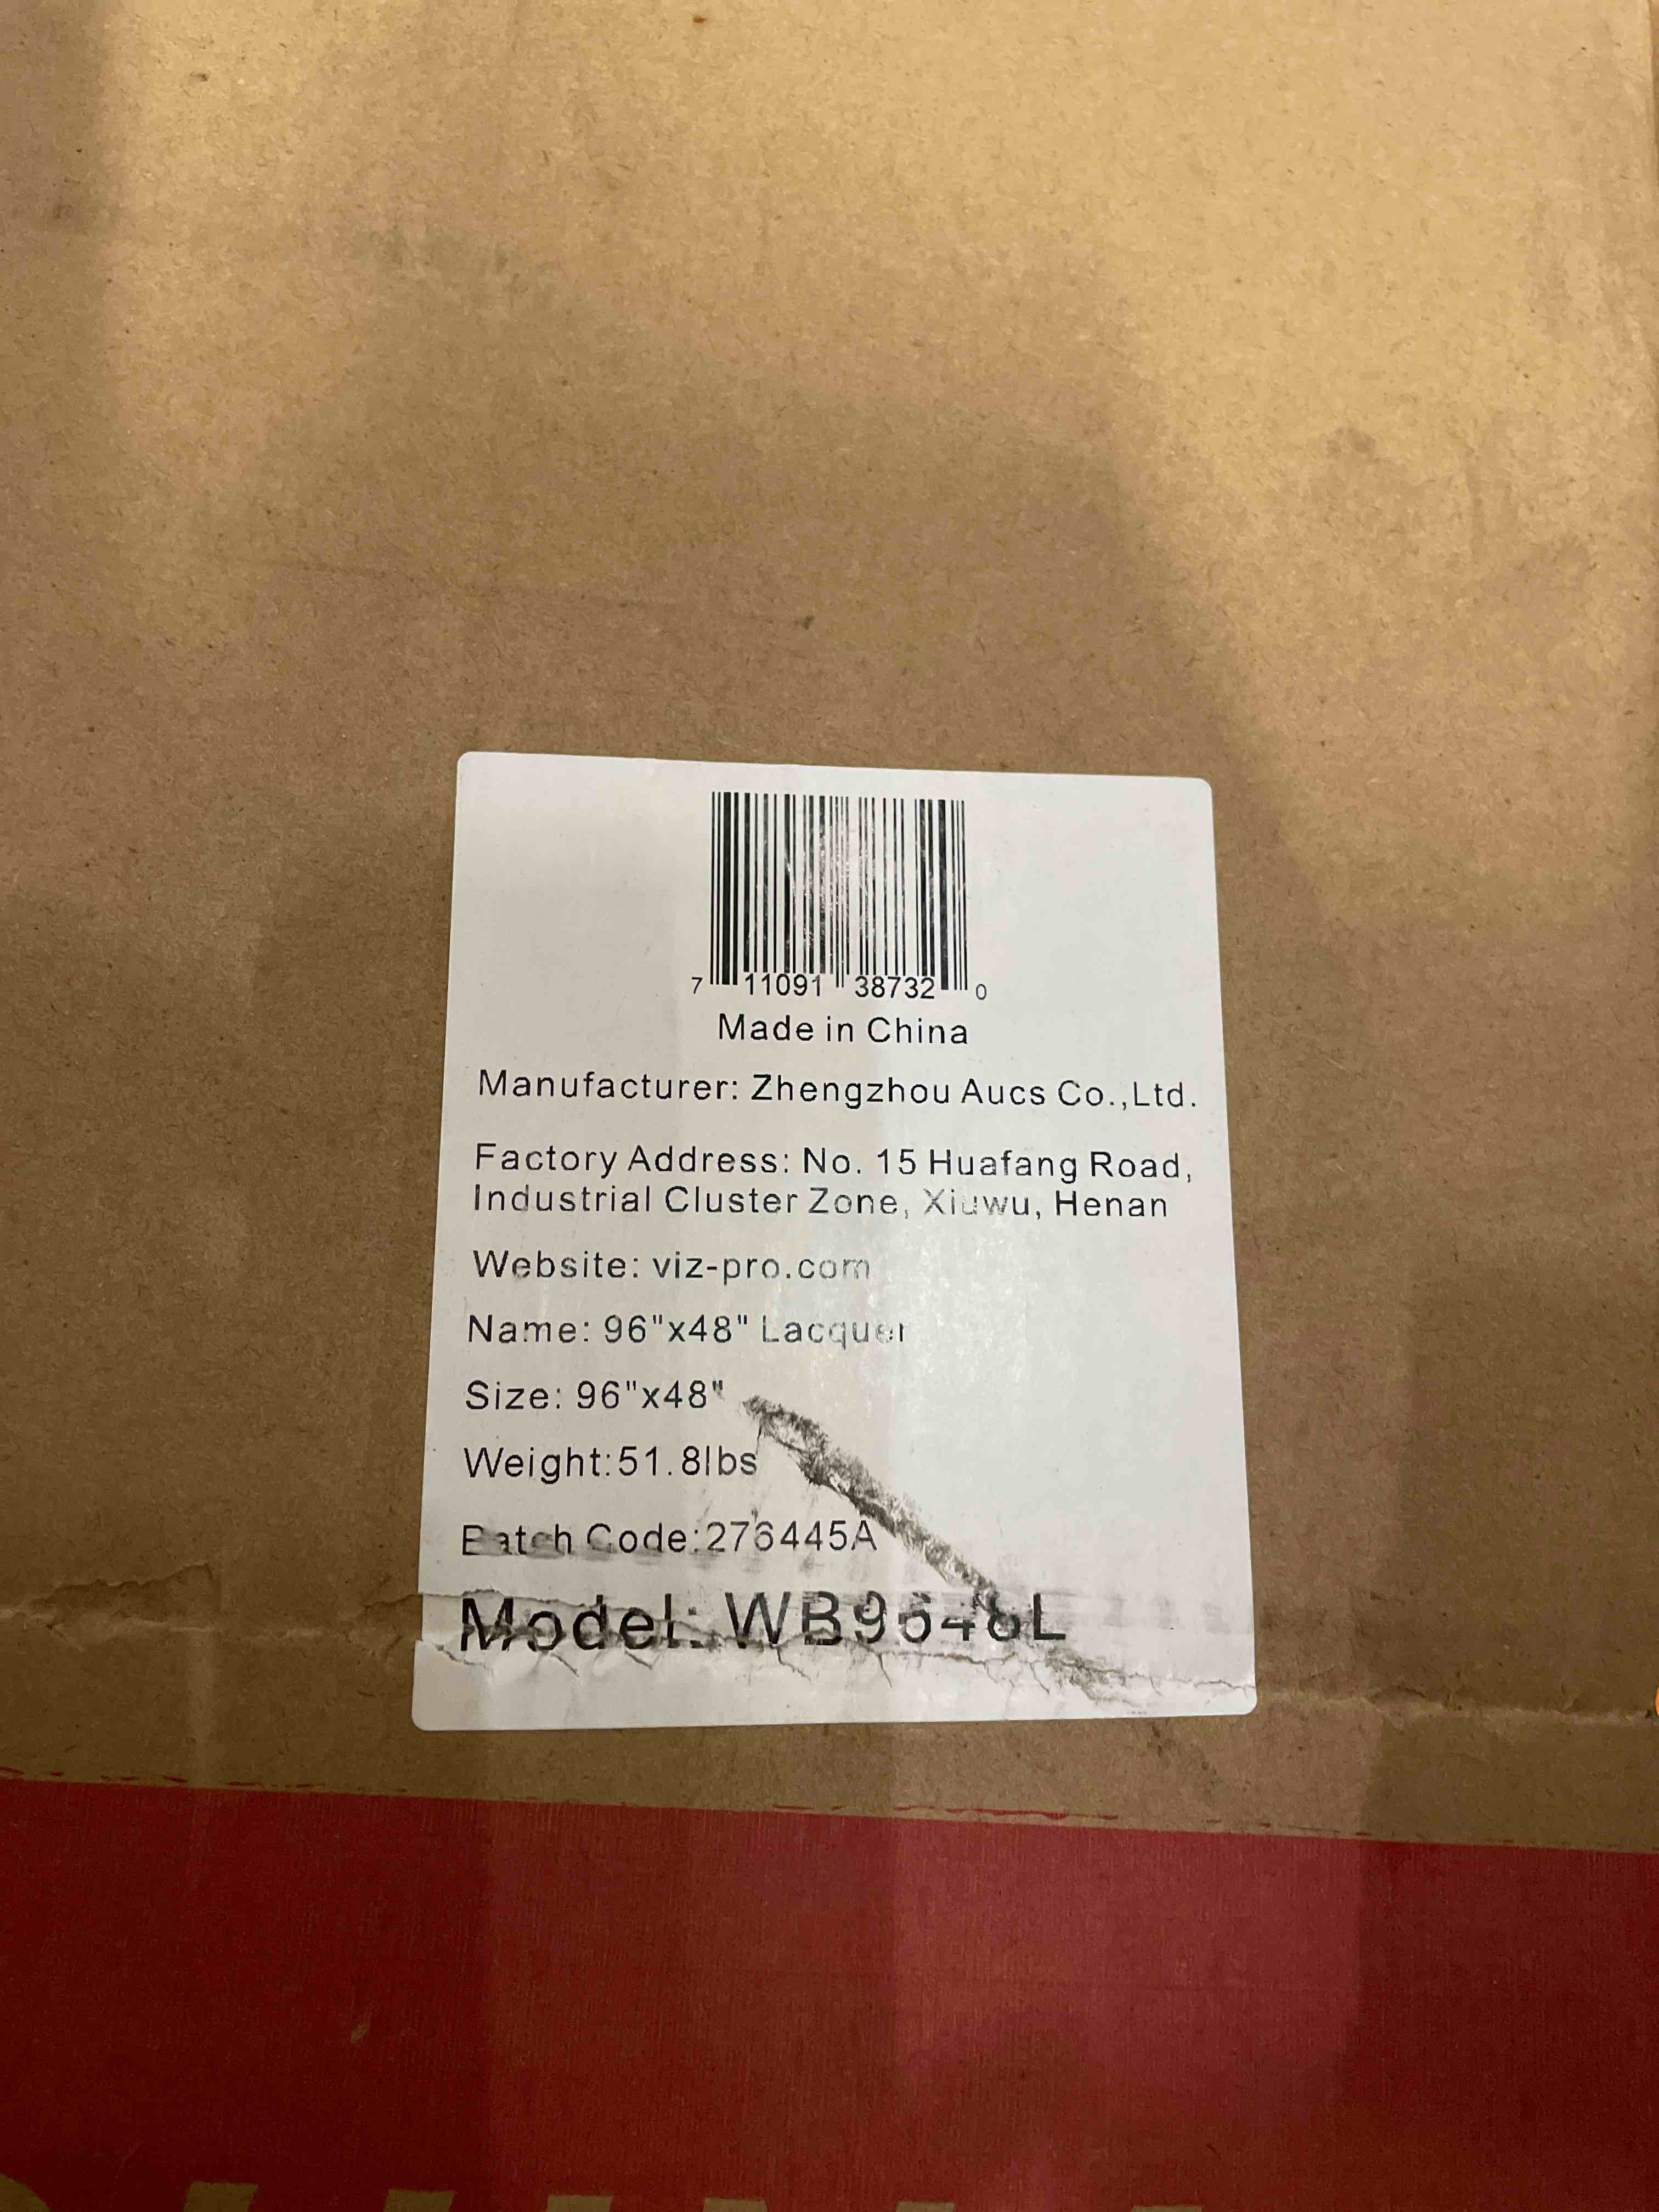 7 11091 38732 0
Made in China
Manufacturer: Zhengzhou Aucs Co.,Ltd.
Factory Address: No. 15 Huafang Road,
Industrial Cluster Zone, Xiuwu, Henan
Website: viz-pro.com
Name: 96"x48" Lacquer
Size: 96"x48"
Weight:51.8lbs
Batch Code:276445A
Model: WB9648L